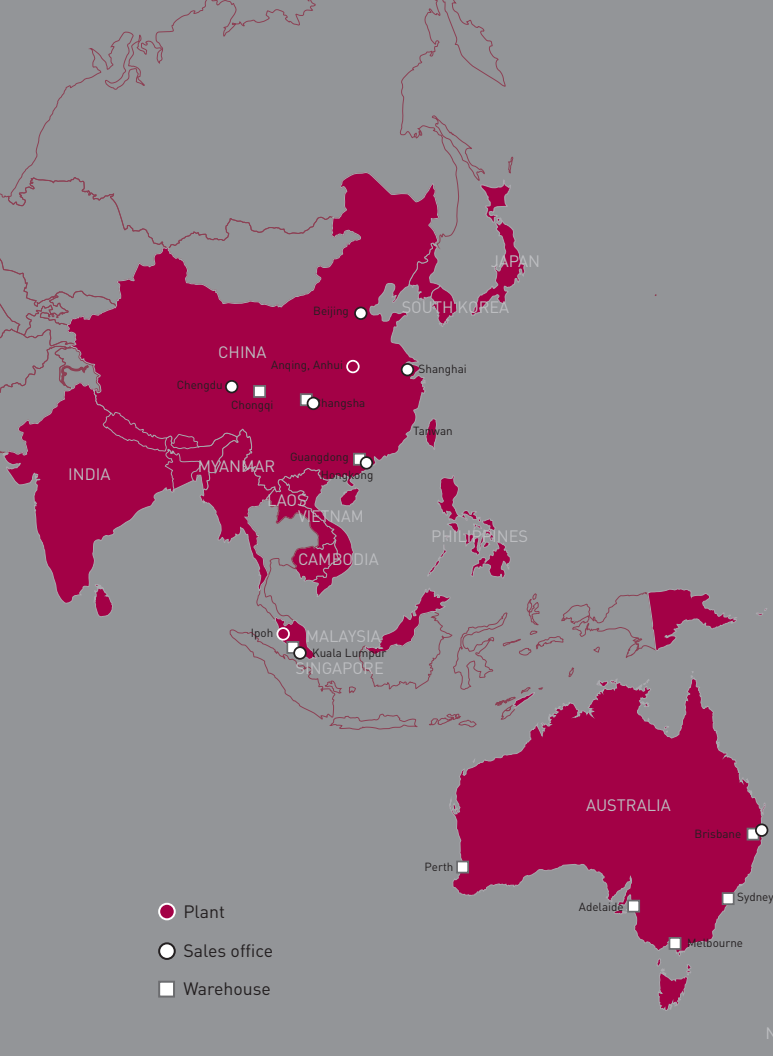 JAPAN
SOUTH KOREA
Beijing
CHINA
Anqing, Anhui
Shanghai
Chengdu
Chongqi
Changsha
Taiwan
Guangdong
Hongkong
MYANMAR
INDIA
LAOS
VIETNAM
PHILIPPINES
CAMBODIA
Ipoh
MALAYSIA
Kuala Lumpur
SINGAPORE
AUSTRALIA
Brisbane
Perth
Sydney
Adelaide
Melbourne
Plant
Sales office
Warehouse
N